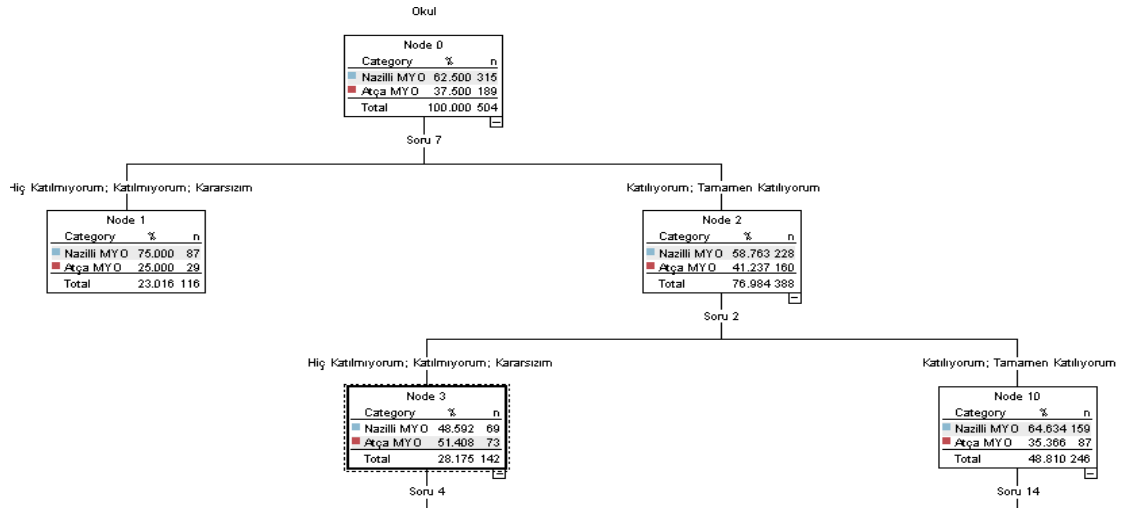 Okul
Node 0
Category % n
Nazilli MYO 62.500 315
Atça MYO 37.500 189
Total 100.000 504
Soru 7
Hiç Katılmıyorum; Katılmıyorum; Kararsızım
Katılıyorum; Tamamen Katılıyorum
Node 1
Category % n
Nazilli MYO 75.000 87
Atça MYO 25.000 29
Total 23.016 116
Node 2
Category % n
Nazilli MYO 58.763 228
Atça MYO 41.237 160
Total 76.984 388
Soru 2
Hiç Katılmıyorum; Katılmıyorum; Kararsızım
Katılıyorum; Tamamen Katılıyorum
Node 3
Category % n
Nazilli MYO 48.592 69
Atça MYO 51.408 73
Total 28.175 142
Node 10
Category % n
Nazilli MYO 64.634 159
Atça MYO 35.366 87
Total 48.810 246
Soru 4
Soru 14